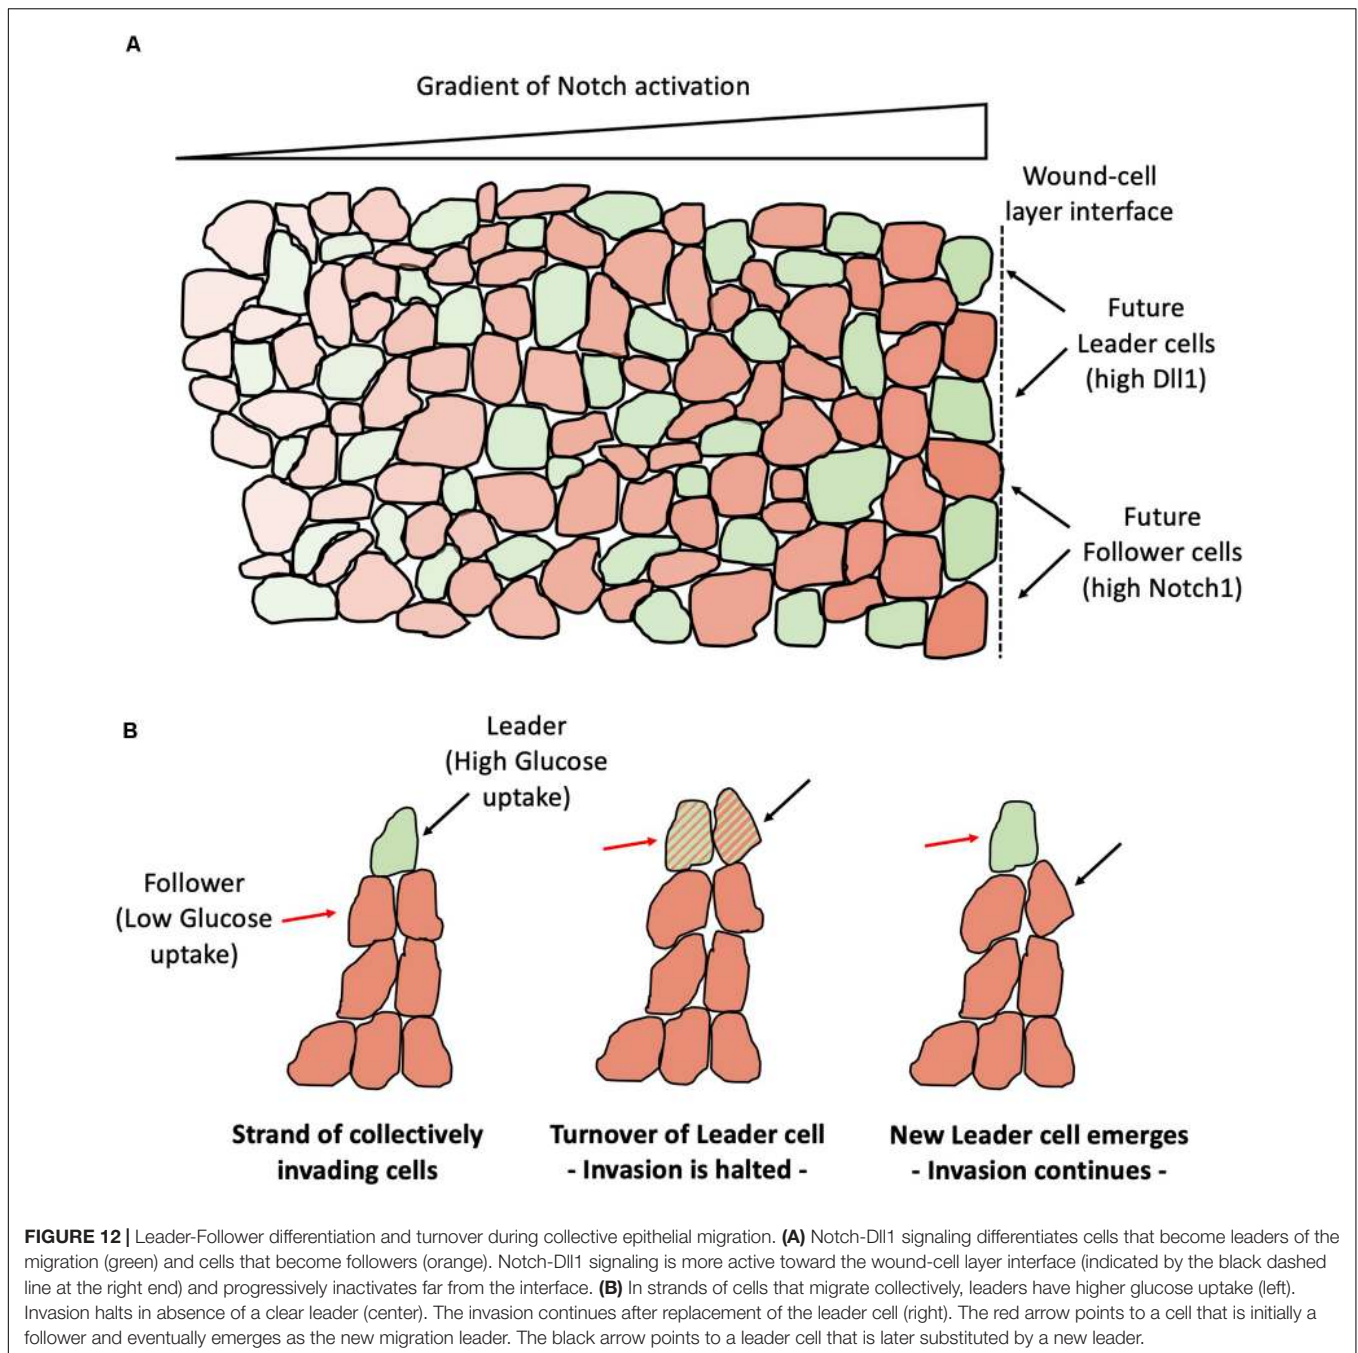 A
Gradient of Notch activation
Wound-cell
layer interface
Future
Leader cells
(high Dll1)
Future
Follower cells
(high Notch1)
B
Leader
(High Glucose
uptake)
Follower
(Low Glucose
uptake)
Strand of collectively
invading cells
Turnover of Leader cell
- Invasion is halted -
New Leader cell emerges
- Invasion continues -
FIGURE 12 | Leader-Follower differentiation and turnover during collective epithelial migration. (A) Notch-Dll1 signaling differentiates cells that become leaders of the
migration (green) and cells that become followers (orange). Notch-Dll1 signaling is more active toward the wound-cell layer interface (indicated by the black dashed
line at the right end) and progressively inactivates far from the interface. (B) In strands of cells that migrate collectively, leaders have higher glucose uptake (left).
Invasion halts in absence of a clear leader (center). The invasion continues after replacement of the leader cell (right). The red arrow points to a cell that is initially a
follower and eventually emerges as the new migration leader. The black arrow points to a leader cell that is later substituted by a new leader.